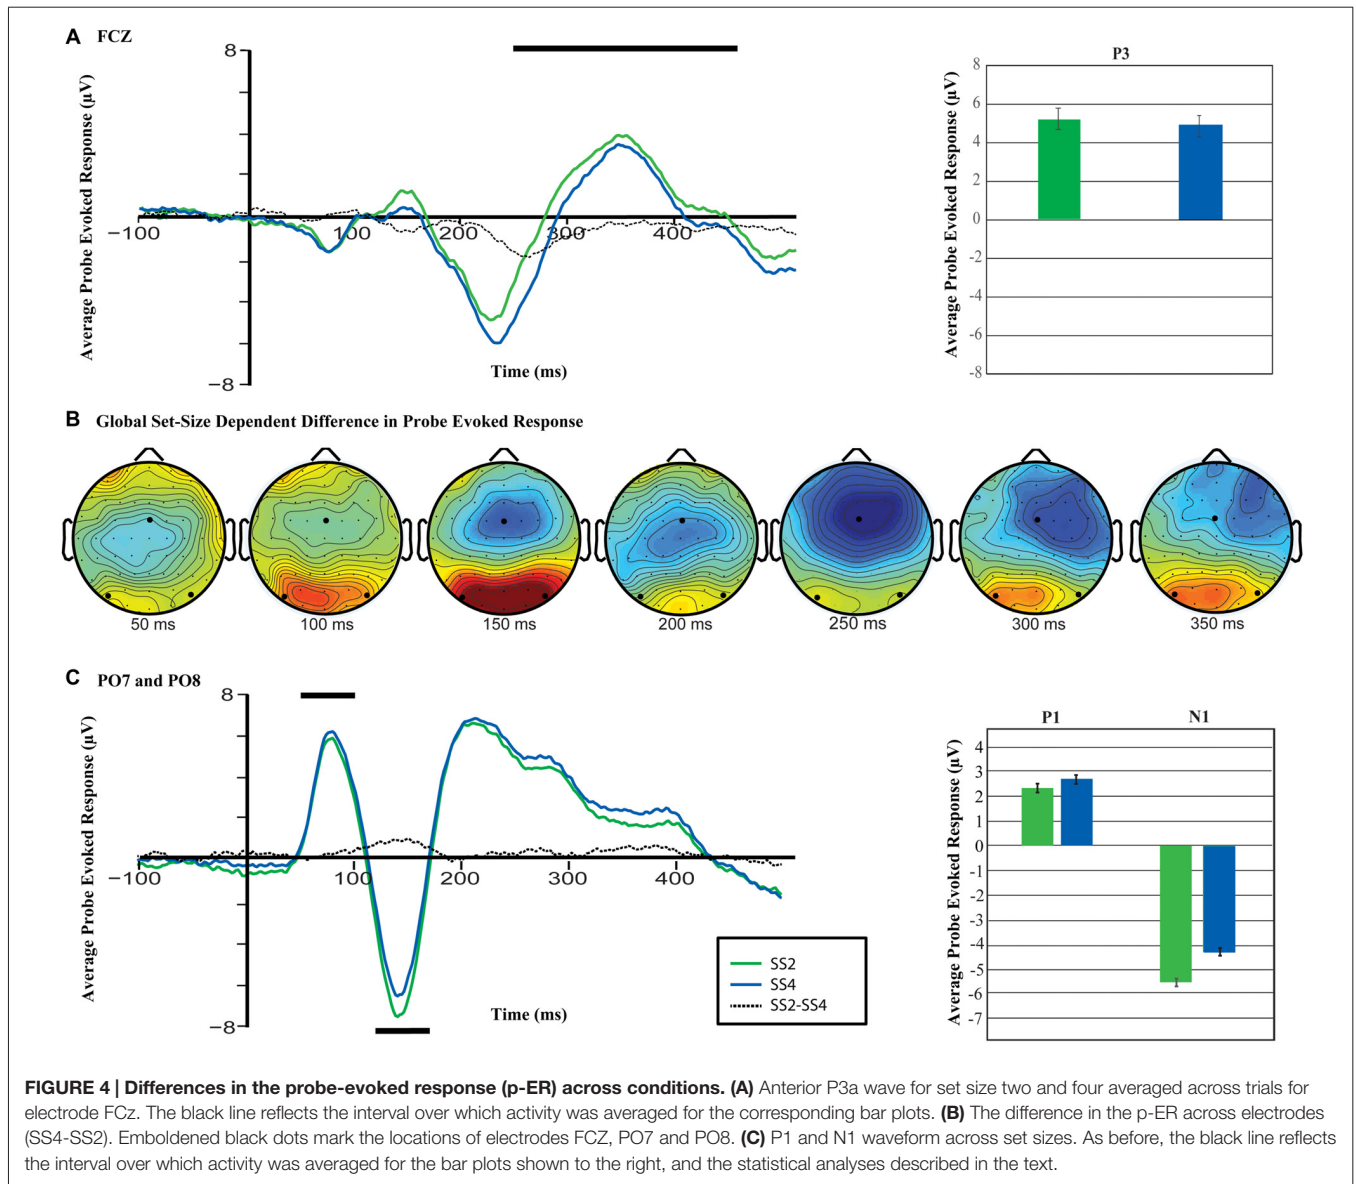 A FCZ
8
Average Probe Evoked Response (µV)
−100
100
200
300
400
Time (ms)
−8
P3
Average Probe Evoked Response (µV)
8
6
4
2
0
-2
-4
-6
-8
B Global Set-Size Dependent Difference in Probe Evoked Response
50 ms
100 ms
150 ms
200 ms
250 ms
300 ms
350 ms
C PO7 and PO8
8
Average Probe Evoked Response (µV)
−100
100
200
300
400
Time (ms)
−8
SS2
SS4
SS2-SS4
P1 N1
Average Probe Evoked Response (µV)
4
3
2
1
0
-1
-2
-3
-4
-5
-6
-7
FIGURE 4 | Differences in the probe-evoked response (p-ER) across conditions. (A) Anterior P3a wave for set size two and four averaged across trials for
electrode FCz. The black line reflects the interval over which activity was averaged for the corresponding bar plots. (B) The difference in the p-ER across electrodes
(SS4-SS2). Emboldened black dots mark the locations of electrodes FCZ, PO7 and PO8. (C) P1 and N1 waveform across set sizes. As before, the black line reflects
the interval over which activity was averaged for the bar plots shown to the right, and the statistical analyses described in the text.